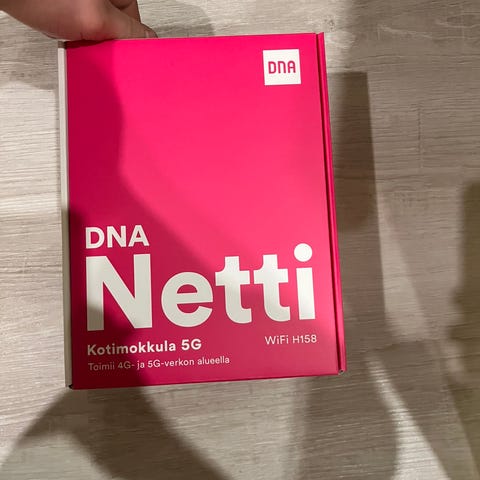 DNA
DNA
Netti
Kotimokkula 5G
WiFi H158
Toimii 4G- ja 5G-verkon alueella